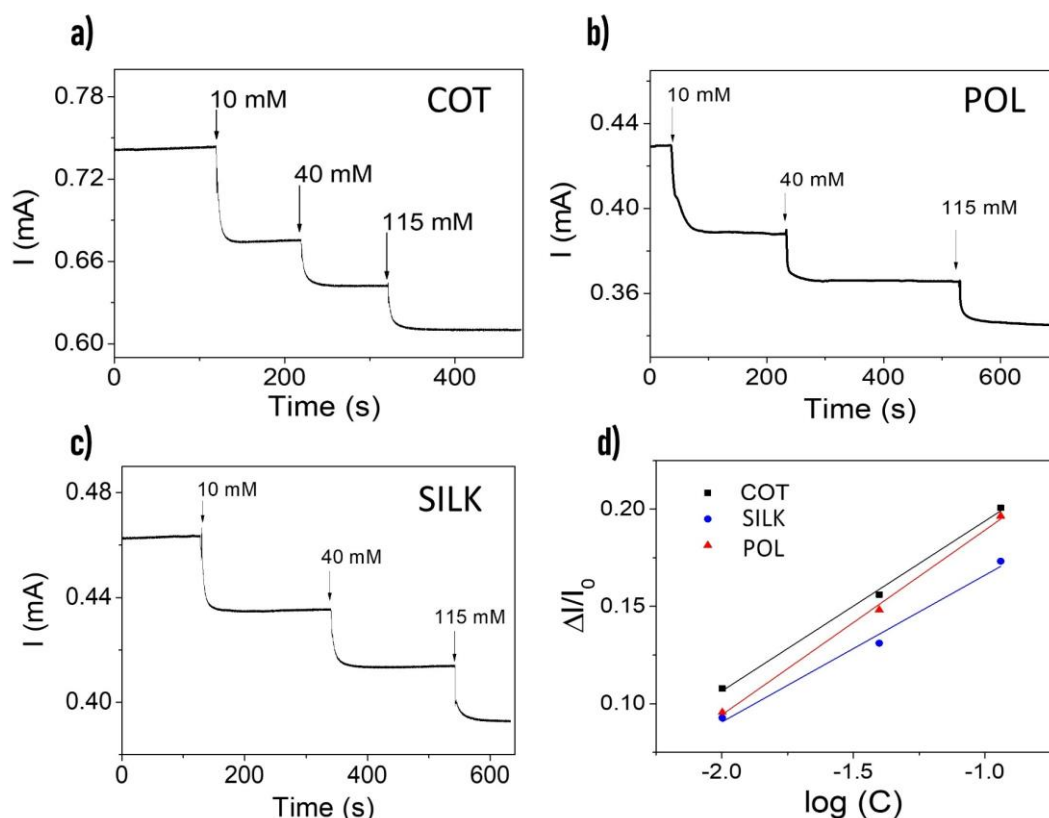 a)
COT
I (mA)
0.78
0.72
0.66
0.60
10 mM
40 mM
115 mM
0
200
400
Time (s)
b)
POL
I (mA)
0.44
0.40
0.36
0.33
10 mM
40 mM
115 mM
0
200
400
600
Time (s)
c)
SILK
I (mA)
0.48
0.44
0.40
10 mM
40 mM
115 mM
0
200
400
600
Time (s)
d)
ΔI/I0
0.20
0.15
0.10
COT
SILK
POL
-2.0
-1.5
-1.0
log (C)